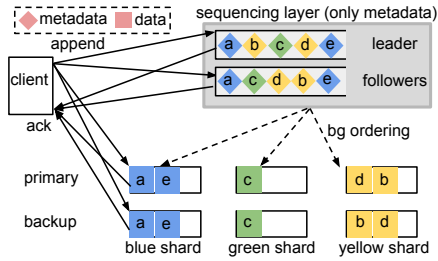 metadata data
sequencing layer (only metadata)
append
a b c d e leader
client
a c d b e followers
ack
bg ordering
primary a e c d b
backup a e c b d
blue shard green shard yellow shard